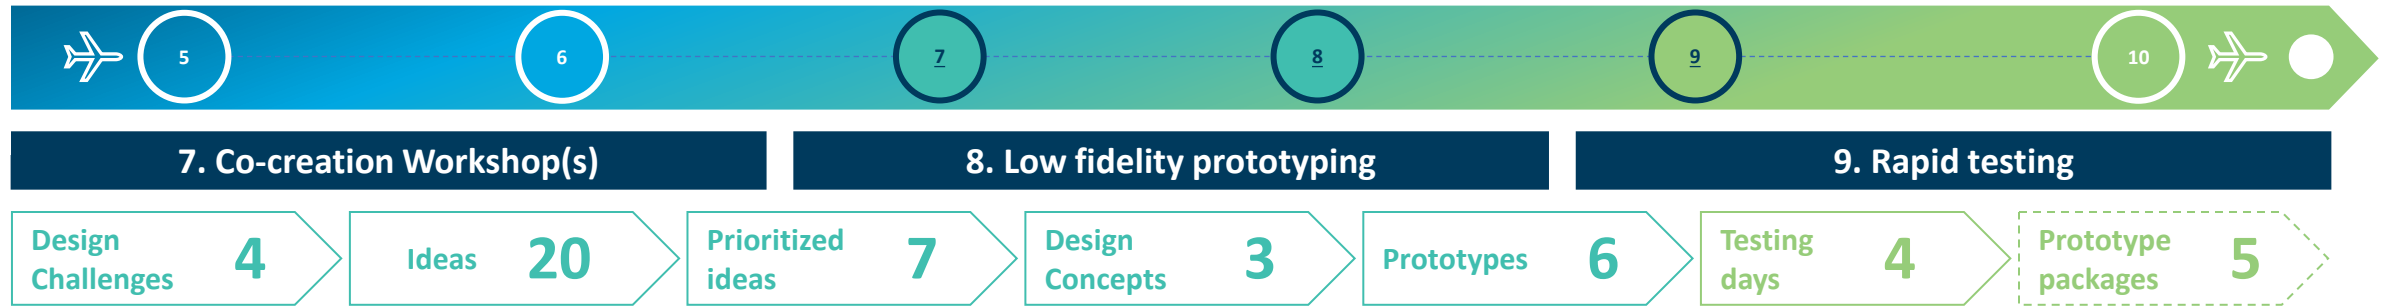 5
6
7
8
9
10
7. Co-creation Workshop(s)
8. Low fidelity prototyping
9. Rapid testing
Design
Challenges
4
Ideas
20
Prioritized
ideas
7
Design
Concepts
3
Prototypes
6
Testing
days
4
Prototype
packages
5